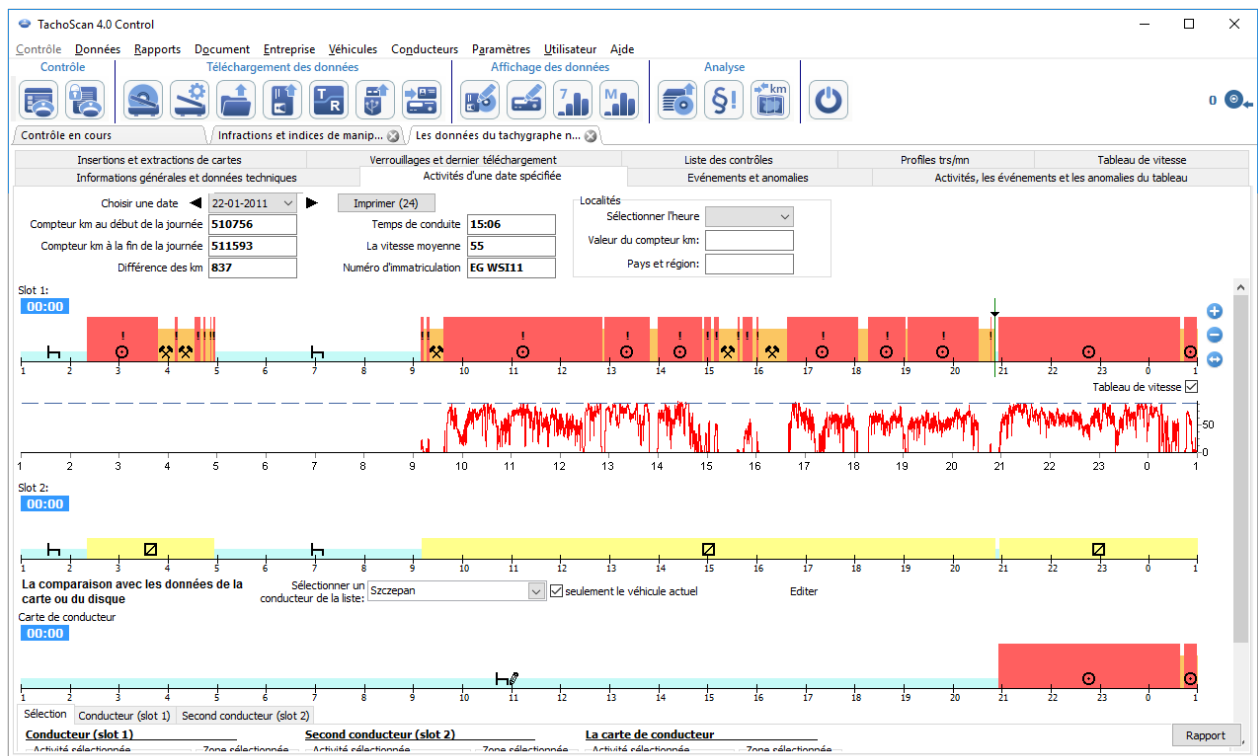 TachoScan 4.0 Control
Contrôle Données Rapports Document Entreprise Véhicules Conducteurs Paramètres Utilisateur Aide
Contrôle Téléchargement des données Affichage des données Analyse
T R 7 M §! km
0
Contrôle en cours Infractions et indices de manip... Les données du tachygraphe n...
Insertions et extractions de cartes Verrouillages et dernier téléchargement Liste des contrôles Profiles trs/mn Tableau de vitesse
Informations générales et données techniques Activités d'une date spécifiée Evénements et anomalies Activités, les événements et les anomalies du tableau
Choisir une date 22-01-2011 Imprimer (24) Localités
Compteur km au début de la journée 510756 Temps de conduite 15:06 Sélectionner l'heure
Compteur km à la fin de la journée 511593 La vitesse moyenne 55 Valeur du compteur km:
Différence des km 837 Numéro d'immatriculation EG WSI11 Pays et région:
Slot 1:
00:00
1 2 3 4 5 6 7 8 9 10 11 12 13 14 15 16 17 18 19 20 21 22 23 0 1
Tableau de vitesse
50
0
1 2 3 4 5 6 7 8 9 10 11 12 13 14 15 16 17 18 19 20 21 22 23 0 1
Slot 2:
00:00
1 2 3 4 5 6 7 8 9 10 11 12 13 14 15 16 17 18 19 20 21 22 23 0 1
La comparaison avec les données de la carte ou du disque
Sélectionner un conducteur de la liste: Szczepan seulement le véhicule actuel Editer
Carte de conducteur
00:00
1 2 3 4 5 6 7 8 9 10 11 12 13 14 15 16 17 18 19 20 21 22 23 0 1
Sélection Conducteur (slot 1) Second conducteur (slot 2)
Conducteur (slot 1) Second conducteur (slot 2) La carte de conducteur Rapport
Activité sélectionnée Zone sélectionnée Activité sélectionnée Zone sélectionnée Activité sélectionnée Zone sélectionnée